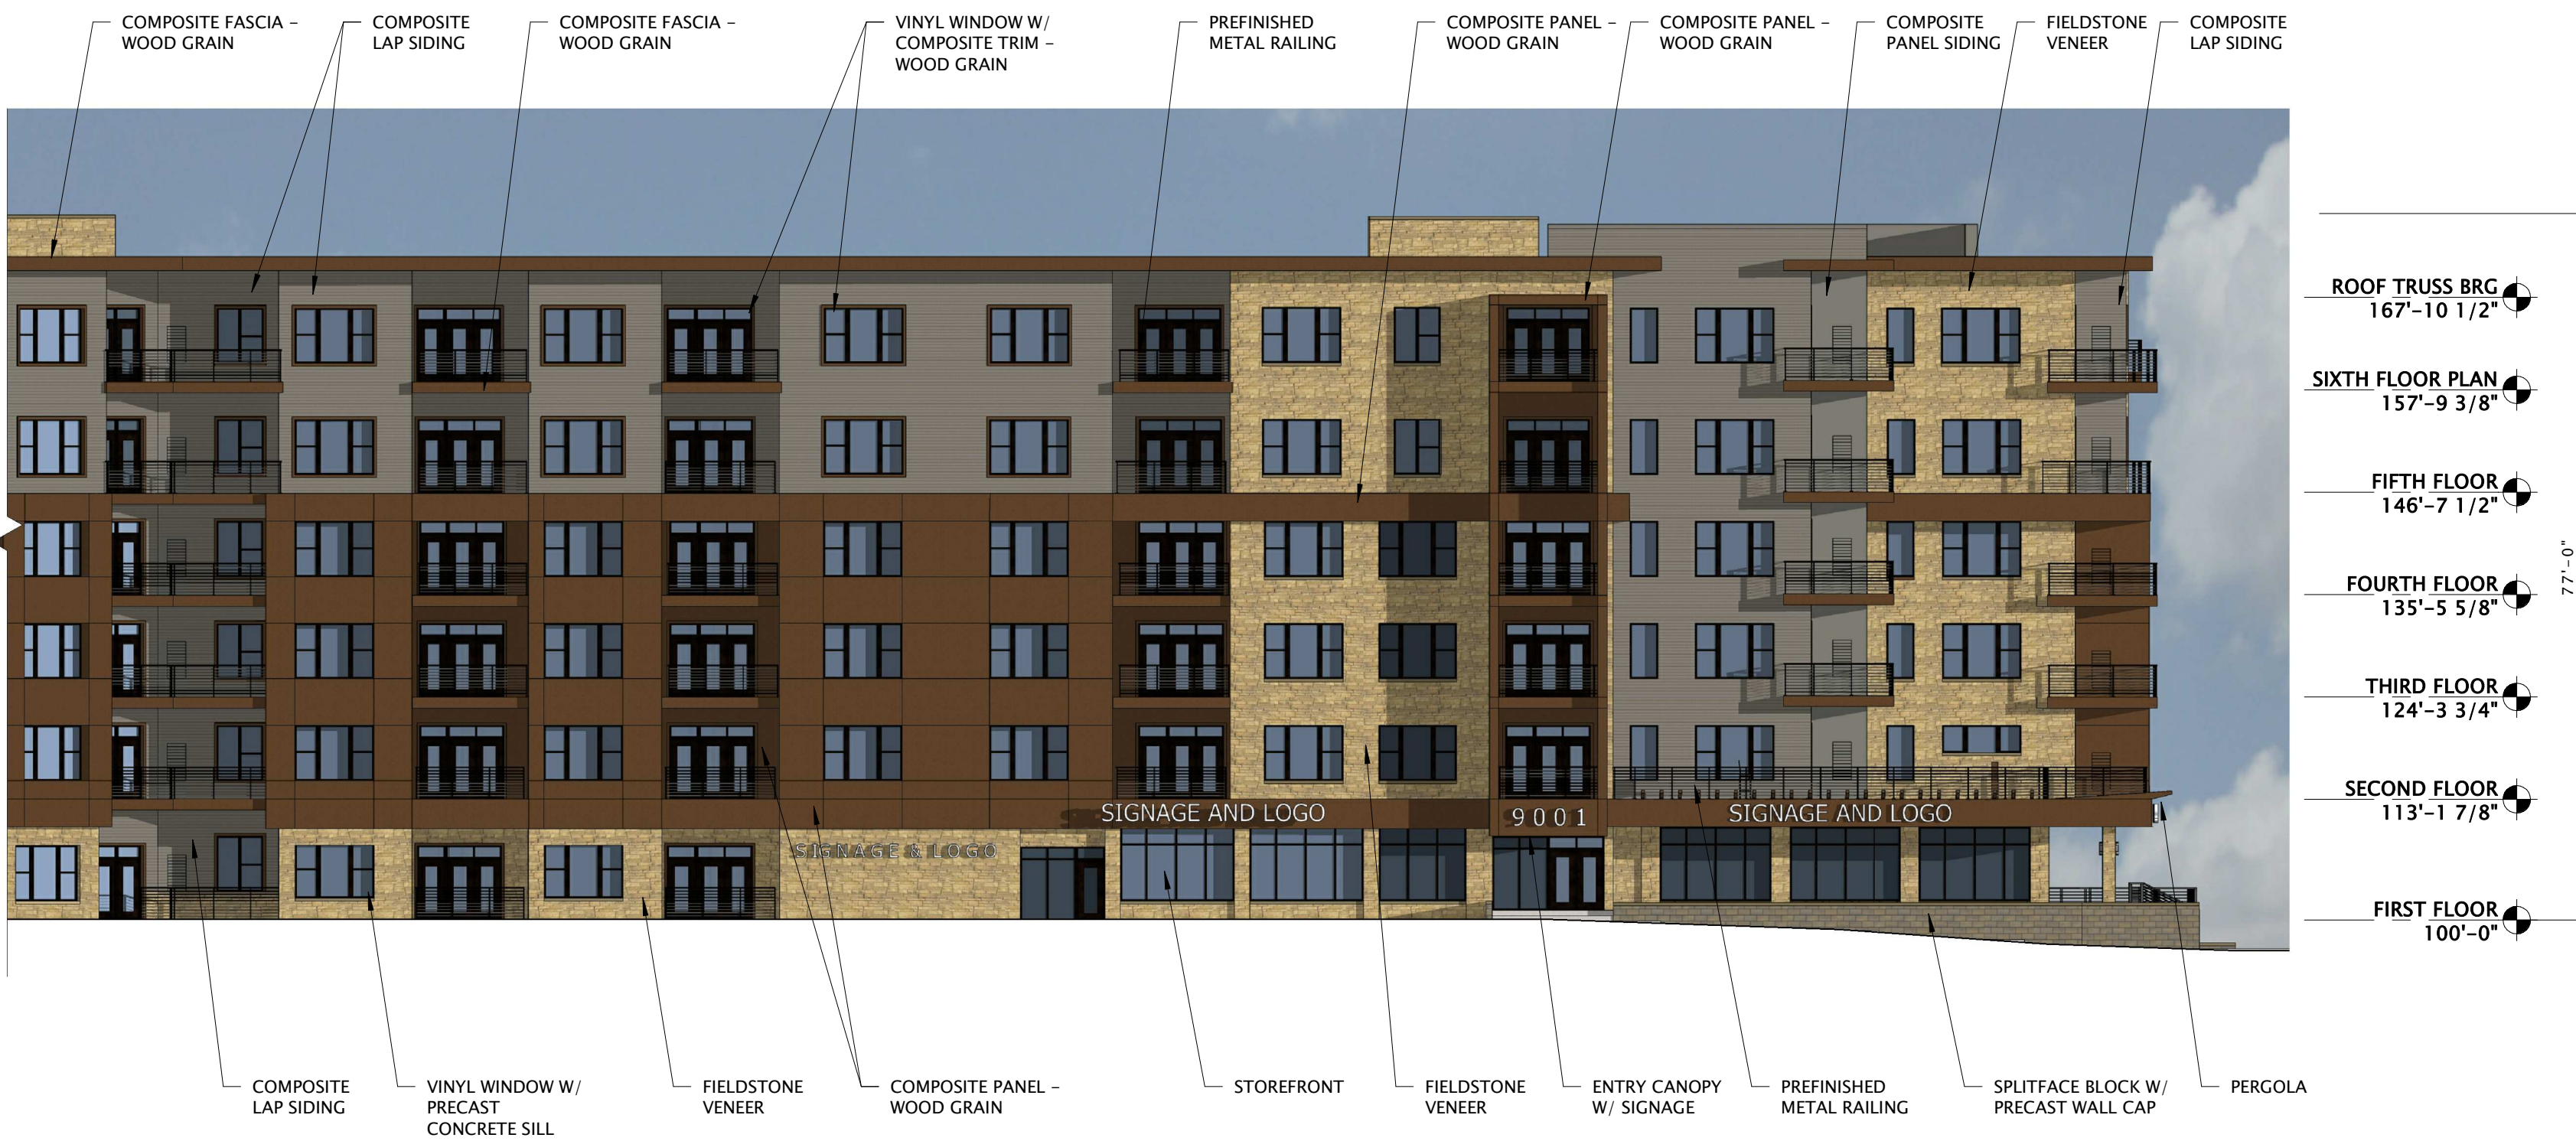 COMPOSITE FASCIA –
WOOD GRAIN
COMPOSITE
LAP SIDING
COMPOSITE FASCIA –
WOOD GRAIN
VINYL WINDOW W/
COMPOSITE TRIM –
WOOD GRAIN
PREFINISHED
METAL RAILING
COMPOSITE PANEL –
WOOD GRAIN
COMPOSITE PANEL –
WOOD GRAIN
COMPOSITE
PANEL SIDING
FIELDSTONE
VENEER
COMPOSITE
LAP SIDING
ROOF TRUSS BRG
167'-10 1/2"
SIXTH FLOOR PLAN
157'-9 3/8"
FIFTH FLOOR
146'-7 1/2"
FOURTH FLOOR
135'-5 5/8"
77'-0"
THIRD FLOOR
124'-3 3/4"
SECOND FLOOR
113'-1 7/8"
FIRST FLOOR
100'-0"
SIGNAGE AND LOGO
9001
SIGNAGE AND LOGO
SIGNAGE & LOGO
COMPOSITE
LAP SIDING
VINYL WINDOW W/
PRECAST
CONCRETE SILL
FIELDSTONE
VENEER
COMPOSITE PANEL –
WOOD GRAIN
STOREFRONT
FIELDSTONE
VENEER
ENTRY CANOPY
W/ SIGNAGE
PREFINISHED
METAL RAILING
SPLITFACE BLOCK W/
PRECAST WALL CAP
PERGOLA